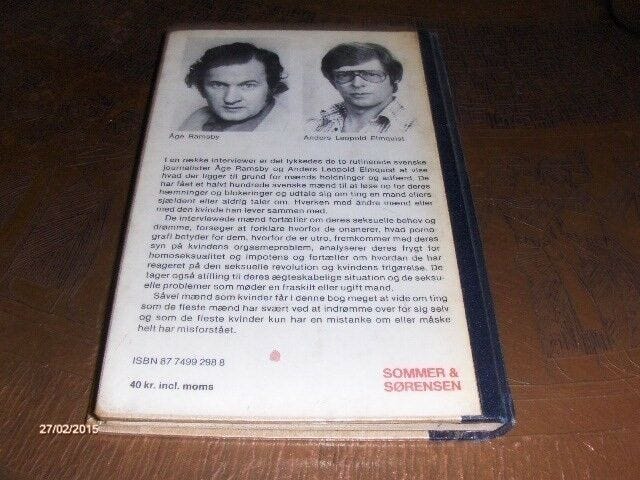 Åge Ramsby
Anders Leopold Elmqvist
I en række interviewer er det lykkedes de to rutinerede svenske
journalister Åge Ramsby og Anders Leopold Elmqvist at vise
hvad der ligger til grund for mænds holdninger og adfærd. De
har fået et halvt hundrede svenske mænd til at løse op for deres
hæmninger og blokeringer og udtale sig om ting en mand ellers
sjældent eller aldrig taler om. Hverken med andre mænd eller
med den kvinde han lever sammen med.
De interviewede mænd fortæller om deres seksuelle behov og
drømme, forsøger at forklare hvorfor de onanerer, hvad porno-
grafi betyder for dem, hvorfor de er utro, fremkommer med deres
syn på kvindens orgasmeproblem, analyserer deres frygt for
homoseksualitet og impotens og fortæller om hvordan de har
reageret på den seksuelle revolution og kvindens frigørelse. De
tager også stilling til deres ægteskabelige situation og de seksu-
elle problemer som møder en fraskilt eller ugift mand.
Såvel mænd som kvinder får i denne bog meget at vide om ting
som de fleste mænd har svært ved at indrømme over for sig selv
og som de fleste kvinder kun har en mistanke om eller måske
helt har misforstået.
ISBN 87 7499 298 8
40 kr. incl. moms
SOMMER &
SØRENSEN
27/02/2015